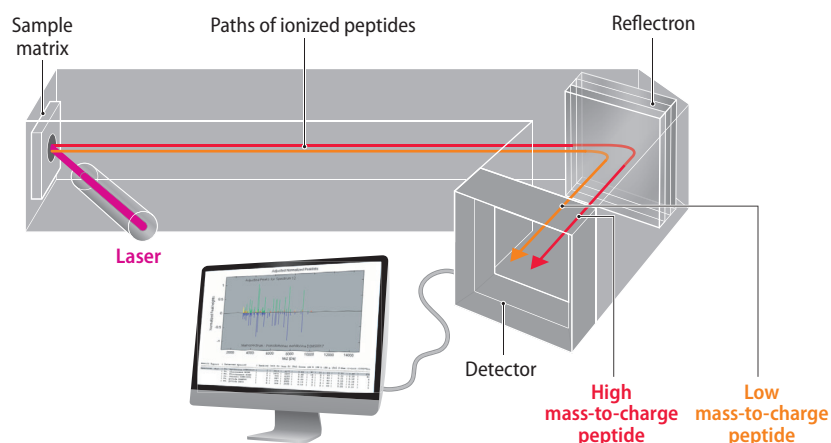 Sample
matrix
Paths of ionized peptides
Reflectron
Laser
Detector
High
mass-to-charge
peptide
Low
mass-to-charge
peptide